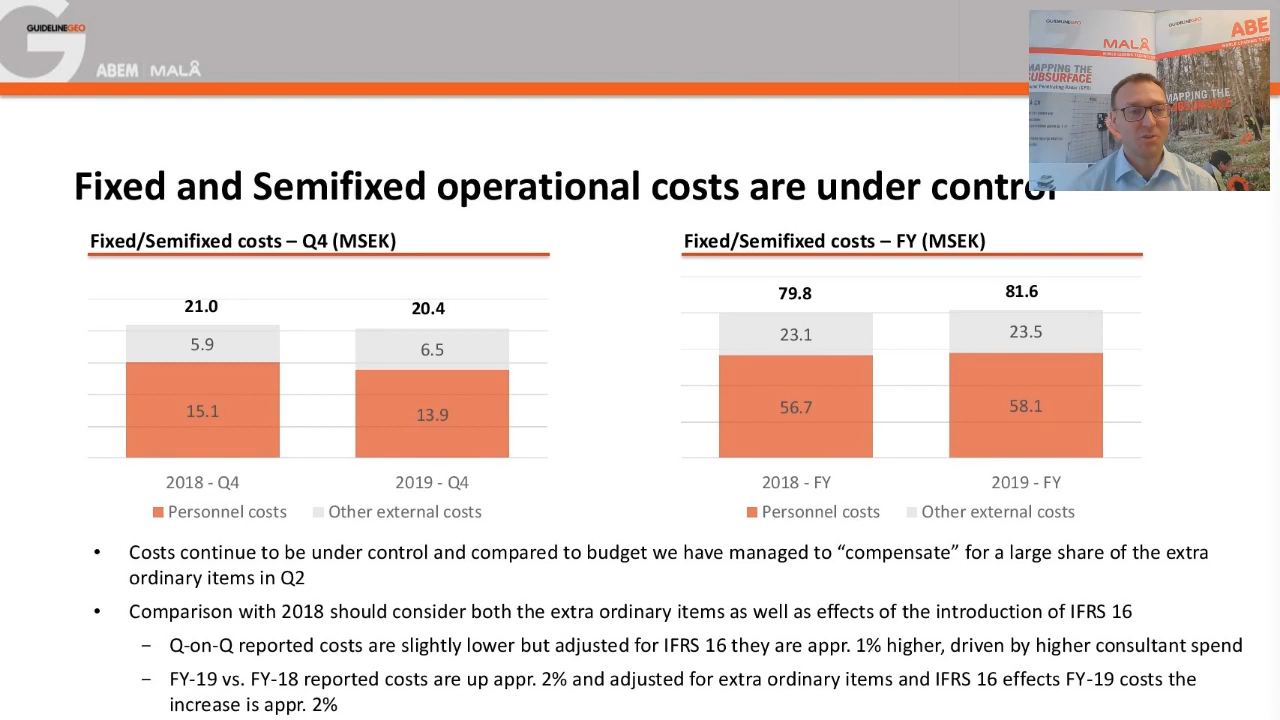 GUIDELINEGEO
ABEM | MALÅ
GUIDELINEGEO
GUIDELINEGEO
MALÅ
ABE
MAPPING THE
SUBSURFACE
MAPPING THE
SUBSURFACE
Fixed and Semifixed operational costs are under control
Fixed/Semifixed costs – Q4 (MSEK)
21.0
20.4
5.9
6.5
15.1
13.9
2018 - Q4
2019 - Q4
Personnel costs
Other external costs
Fixed/Semifixed costs – FY (MSEK)
79.8
81.6
23.1
23.5
56.7
58.1
2018 - FY
2019 - FY
Personnel costs
Other external costs
• Costs continue to be under control and compared to budget we have managed to “compensate” for a large share of the extra
ordinary items in Q2
• Comparison with 2018 should consider both the extra ordinary items as well as effects of the introduction of IFRS 16
– Q-on-Q reported costs are slightly lower but adjusted for IFRS 16 they are appr. 1% higher, driven by higher consultant spend
– FY-19 vs. FY-18 reported costs are up appr. 2% and adjusted for extra ordinary items and IFRS 16 effects FY-19 costs the
increase is appr. 2%